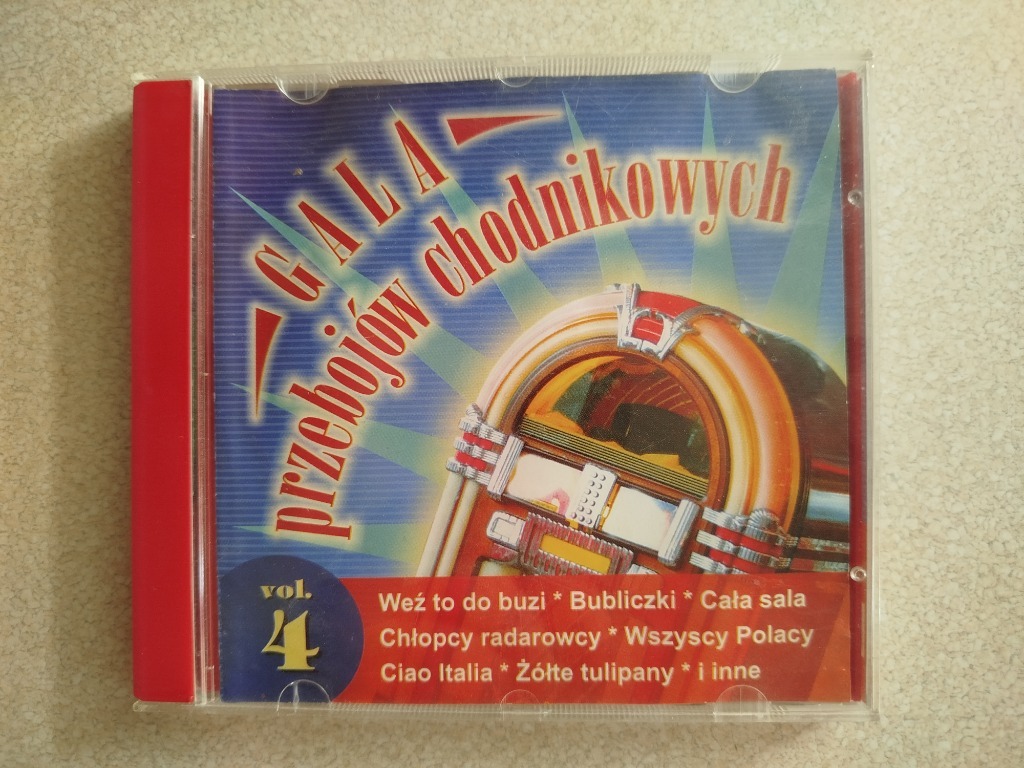 GALA
przebojów chodnikowych
vol.
4
Weź to do buzi * Bubliczki * Cała sala
Chłopcy radarowcy * Wszyscy Polacy
Ciao Italia * Żółte tulipany * i inne